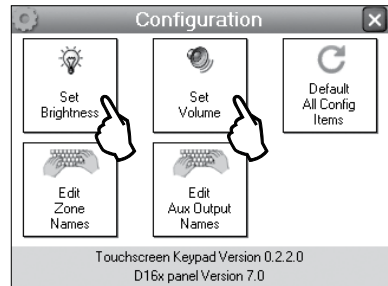 Configuration
Set
Brightness
Set
Volume
Default
All Config
Items
Edit
Zone
Names
Edit
Aux Output
Names
Touchscreen Keypad Version 0.2.2.0
D16x panel Version 7.0